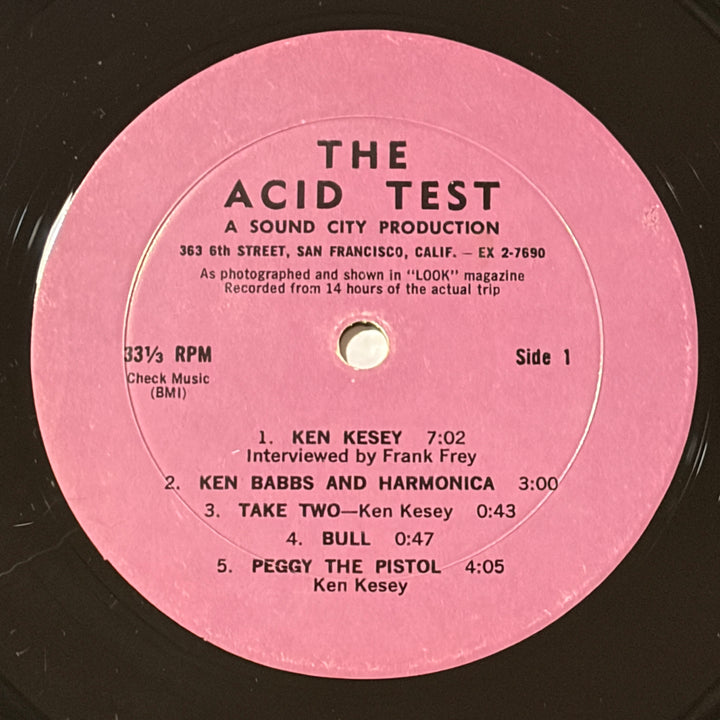 THE
ACID TEST
A SOUND CITY PRODUCTION
363 6th STREET, SAN FRANCISCO, CALIF. – EX 2-7690
As photographed and shown in "LOOK" magazine
Recorded from 14 hours of the actual trip
33⅓ RPM
Side 1
Check Music
(BMI)
1. KEN KESEY 7:02
Interviewed by Frank Frey
2. KEN BABBS AND HARMONICA 3:00
3. TAKE TWO—Ken Kesey 0:43
4. BULL 0:47
5. PEGGY THE PISTOL 4:05
Ken Kesey